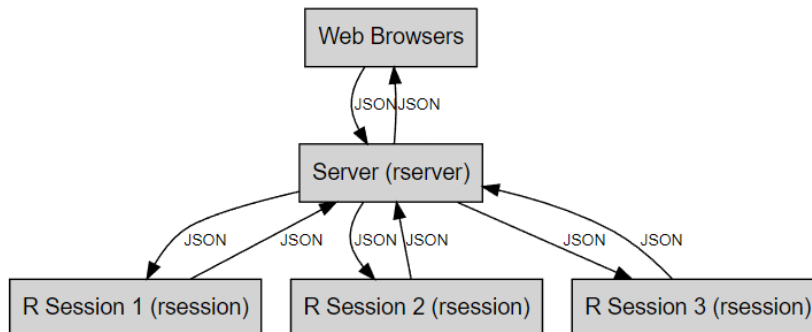 Web Browsers
JSON JSON
Server (rserver)
JSON JSON JSON JSON JSON JSON
R Session 1 (rsession) R Session 2 (rsession) R Session 3 (rsession)